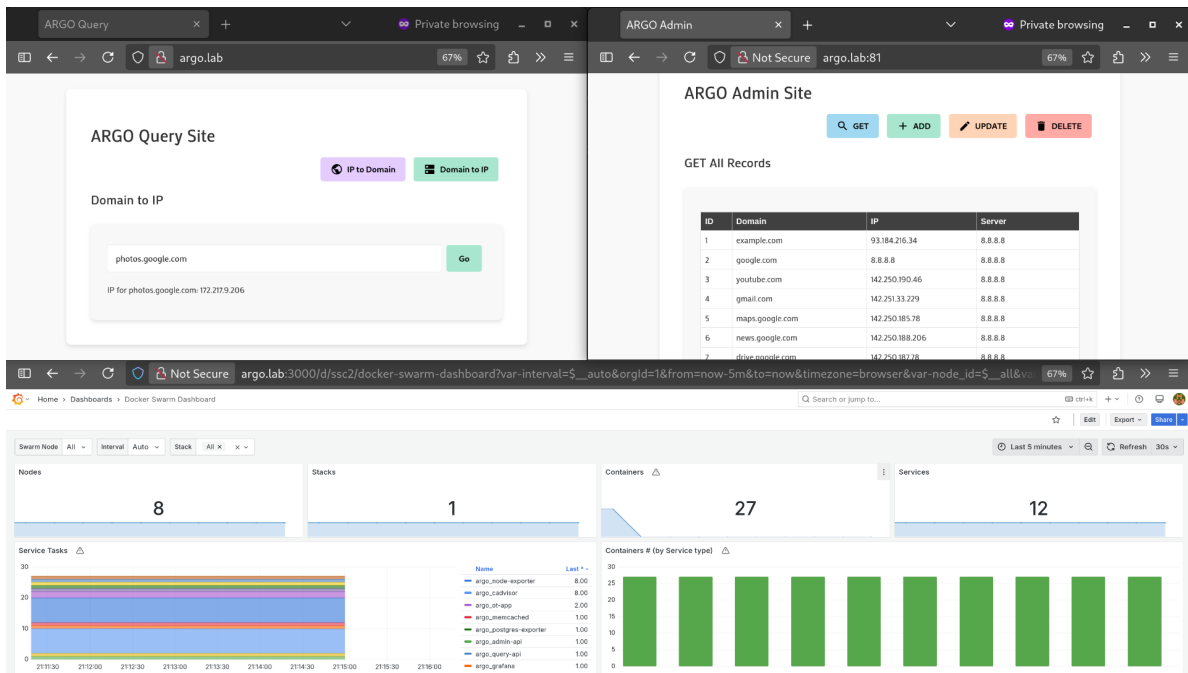 ARGO Query × +
Private browsing
argo.lab
67%
ARGO Query Site
IP to Domain
Domain to IP
Domain to IP
photos.google.com
Go
IP for photos.google.com: 172.217.9.206
ARGO Admin × +
Private browsing
Not Secure argo.lab:81
67%
ARGO Admin Site
GET
+ ADD
UPDATE
DELETE
GET All Records
ID Domain IP Server
1 example.com 93.184.216.34 8.8.8.8
2 google.com 8.8.8.8 8.8.8.8
3 youtube.com 142.250.190.46 8.8.8.8
4 gmail.com 142.251.33.229 8.8.8.8
5 maps.google.com 142.250.185.78 8.8.8.8
6 news.google.com 142.250.188.206 8.8.8.8
7 drive.google.com 142.250.187.78 8.8.8.8
Not Secure argo.lab:3000/d/ssc2/docker-swarm-dashboard?var-interval=$__auto&orgId=1&from=now-5m&to=now&timezone=browser&var-node_id=$__all&va
67%
Home > Dashboards > Docker Swarm Dashboard
Search or jump to...
ctrl+k
Edit
Export
Share
Swarm Node All
Interval Auto
Stack All ×
Last 5 minutes
Refresh 30s
Nodes
8
Stacks
1
Containers
27
Services
12
Service Tasks
30
20
10
0
21:11:30 21:12:00 21:12:30 21:13:00 21:13:30 21:14:00 21:14:30 21:15:00 21:15:30 21:16:00
Name Last *
argo_node-exporter 8.00
argo_cadvisor 8.00
argo_ot-app 2.00
argo_memcached 1.00
argo_postgres-exporter 1.00
argo_admin-api 1.00
argo_query-api 1.00
argo_grafana 1.00
Containers # (by Service type)
30
25
20
15
10
5
0